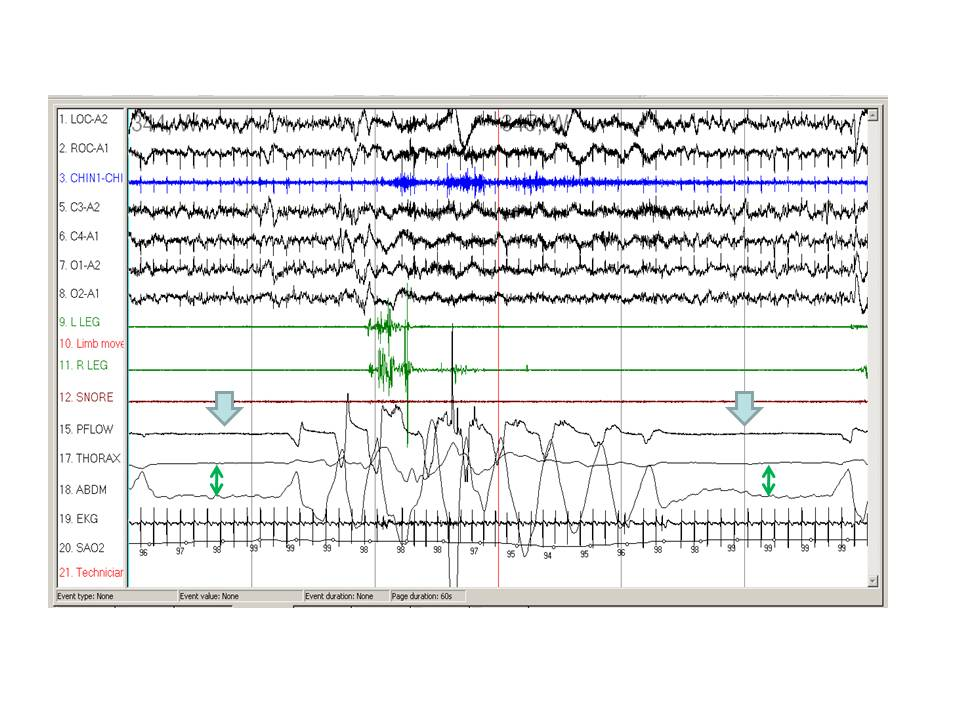 1. LOC-A2
2. ROC-A1
3. CHIN1-CHI
5. C3-A2
6. C4-A1
7. O1-A2
8. O2-A1
9. L LEG
10. Limb move
11. R LEG
12. SNORE
15. PFLOW
17. THORAX
18. ABDM
19. EKG
20. SAO2
96 97 98 99 99 99 98 98 98 97 95 94 95 96 98 98 99 99 99 99
21. Technician
Event type: None Event value: None Event duration: None Page duration: 60s